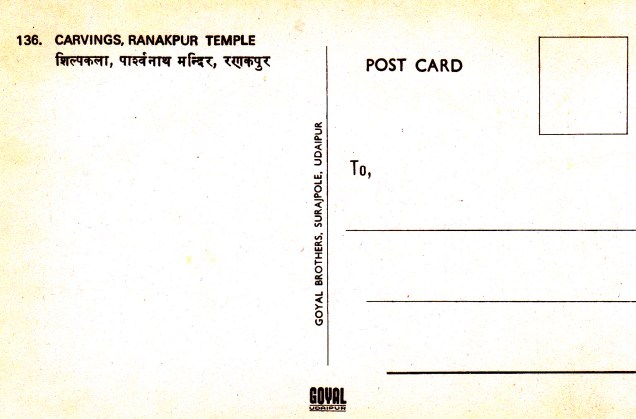 136. CARVINGS, RANAKPUR TEMPLE
शिल्पकला, पार्श्वनाथ मन्दिर, रणकपुर
GOYAL BROTHERS, SURAJPOLE, UDAIPUR
POST CARD
To,
GOYAL
UDAIPUR